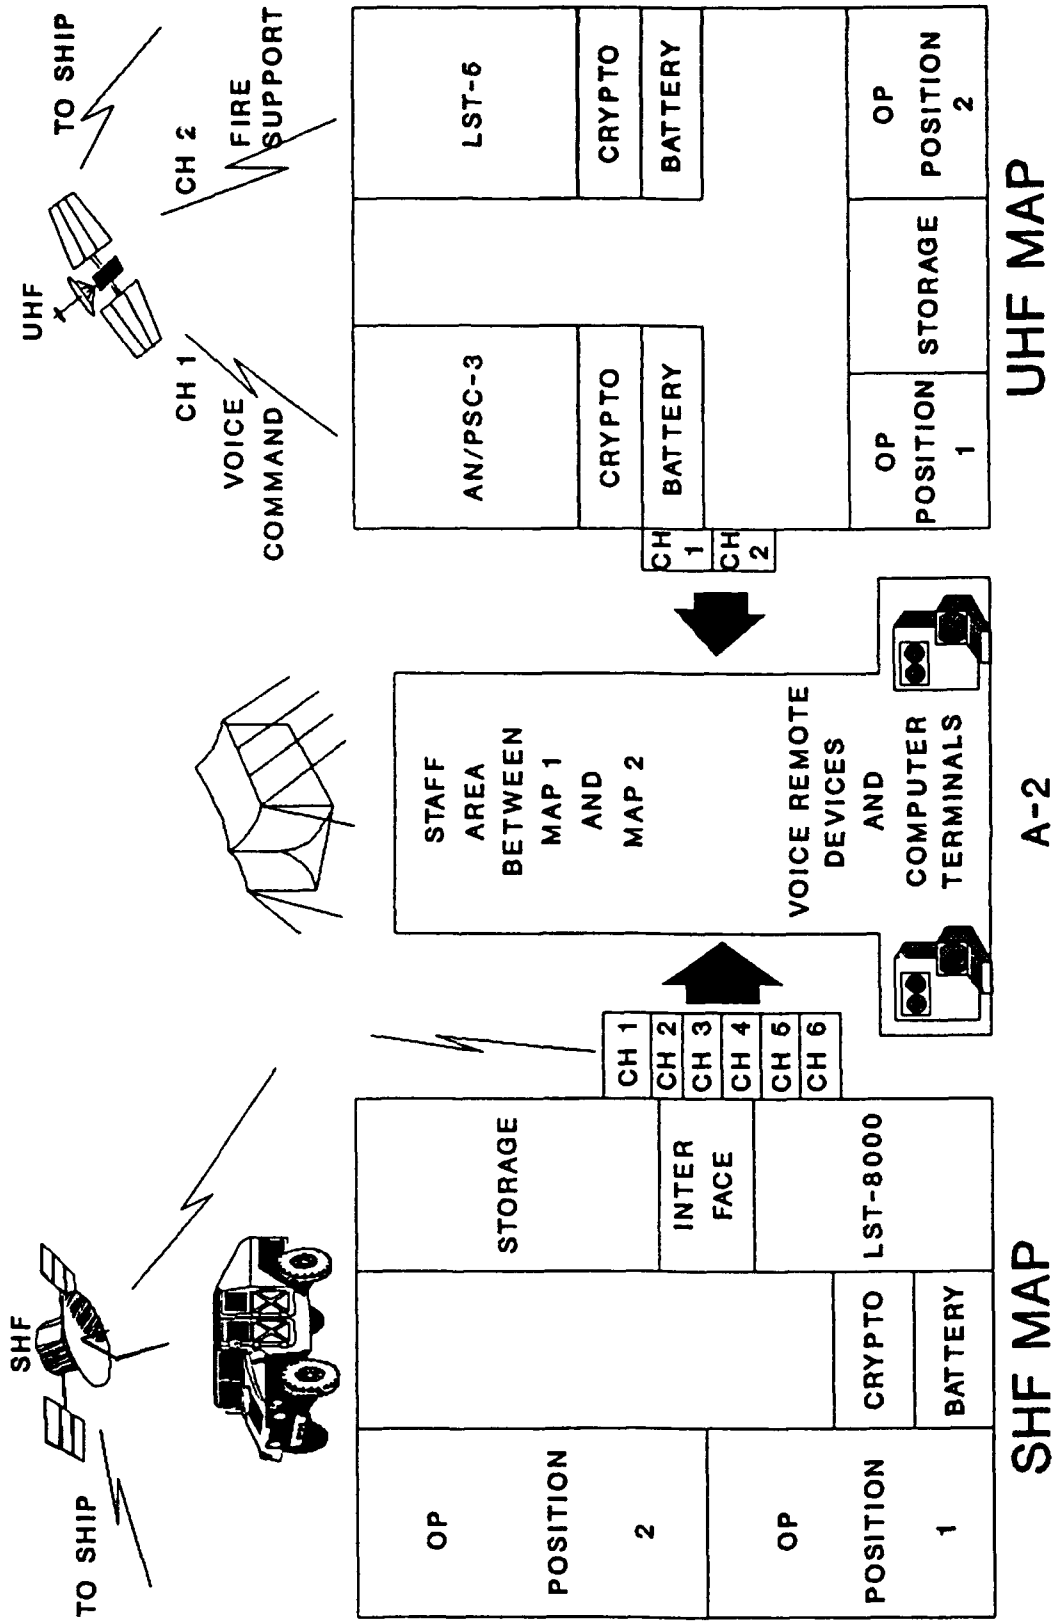 SHF
TO SHIP
OP
POSITION
2
OP
POSITION
1
STORAGE
INTER
FACE
LST-8000
CRYPTO
BATTERY
CH 1
CH 2
CH 3
CH 4
CH 5
CH 6
SHF MAP
STAFF
AREA
BETWEEN
MAP 1
AND
MAP 2
VOICE REMOTE
DEVICES
AND
COMPUTER
TERMINALS
A-2
UHF
TO SHIP
CH 1
VOICE
COMMAND
CH 2
FIRE
SUPPORT
AN/PSC-3
CRYPTO
BATTERY
CH
1
CH
2
LST-5
CRYPTO
BATTERY
OP
POSITION
1
STORAGE
OP
POSITION
2
UHF MAP